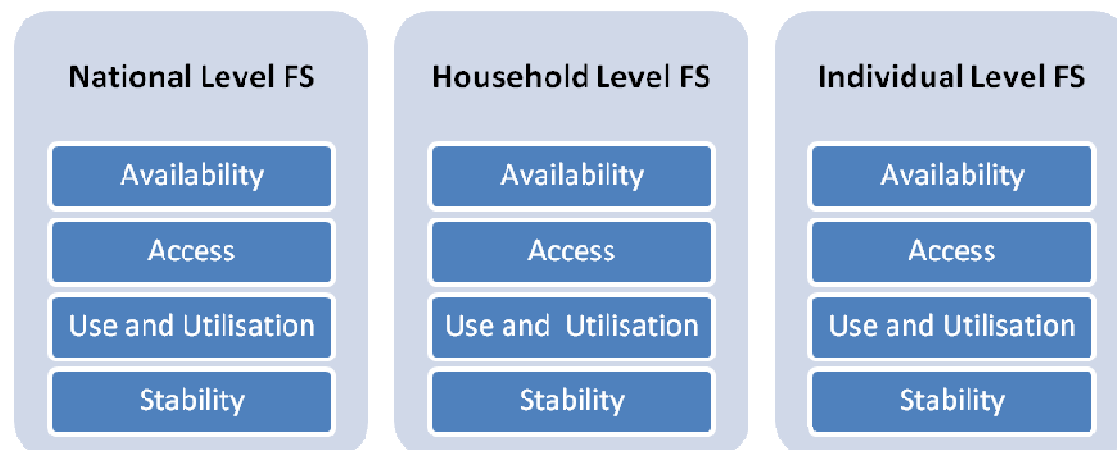 National Level FS
Availability
Access
Use and Utilisation
Stability
Household Level FS
Availability
Access
Use and  Utilisation
Stability
Individual Level FS
Availability
Access
Use and Utilisation
Stability